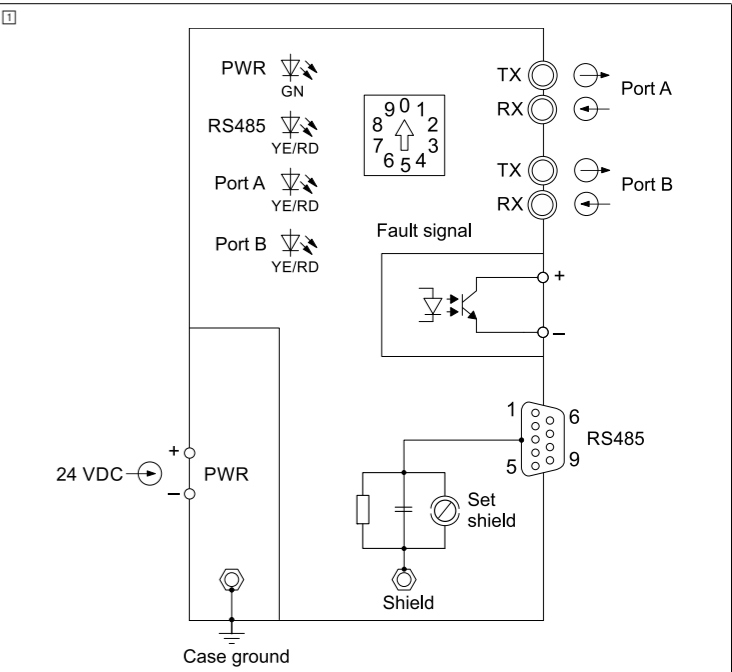 1
PWR
GN
RS485
YE/RD
Port A
YE/RD
Port B
YE/RD
9 0 1
8 2
7 3
6 5 4
TX
RX
Port A
TX
RX
Port B
Fault signal
+
–
1
6
5
9
RS485
24 VDC
+
–
PWR
Set
shield
Shield
Case ground